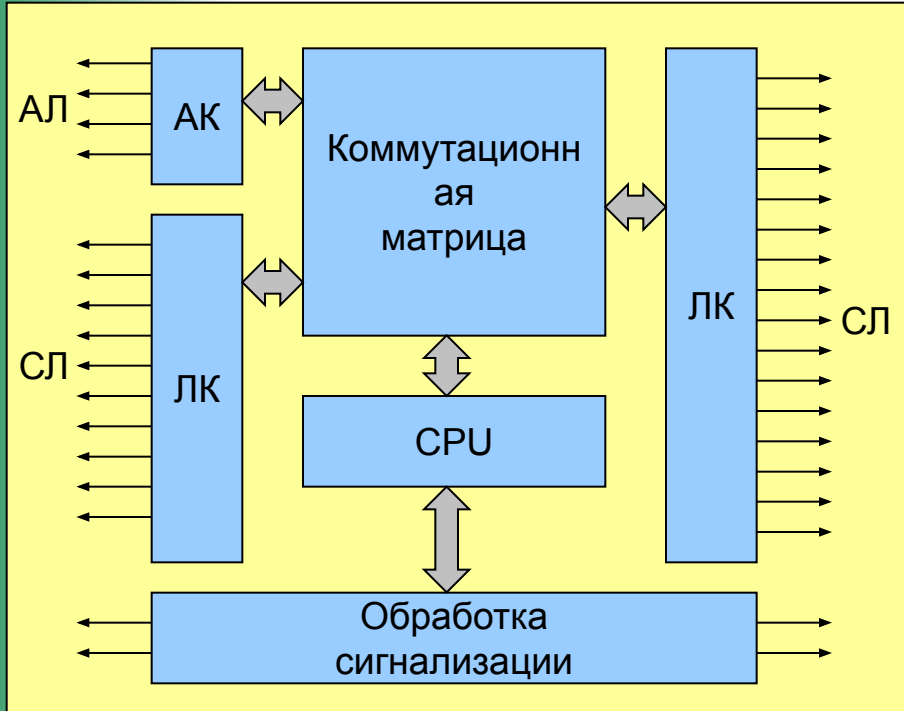 АЛ
АК
Коммутационн
ая
матрица
СЛ
ЛК
ЛК
СЛ
CPU
Обработка
сигнализации